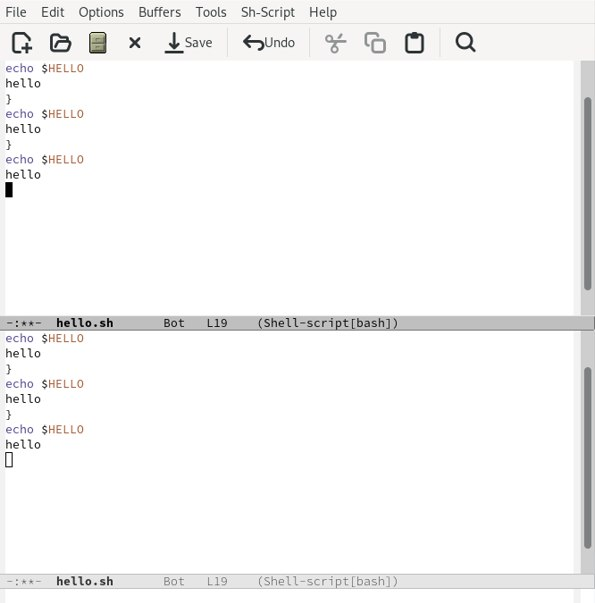 File Edit Options Buffers Tools Sh-Script Help
Save Undo
echo $HELLO
hello
}
echo $HELLO
hello
}
echo $HELLO
hello
-:**- hello.sh Bot L19 (Shell-script[bash])
echo $HELLO
hello
}
echo $HELLO
hello
}
echo $HELLO
hello
-:**- hello.sh Bot L19 (Shell-script[bash])